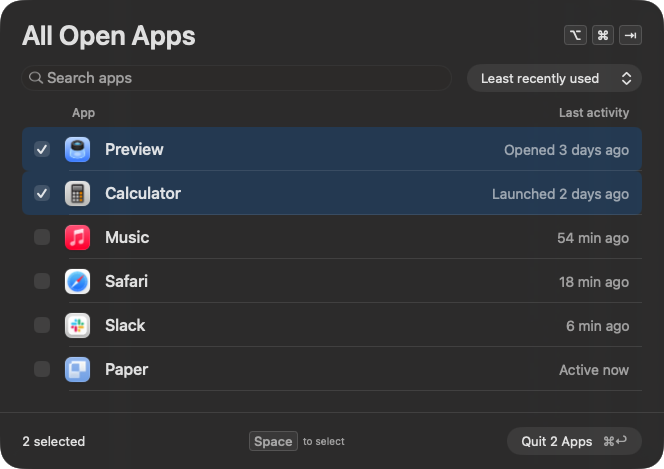 All Open Apps ⌥ ⌘ ⇥
Search apps Least recently used
App Last activity
Preview Opened 3 days ago
Calculator Launched 2 days ago
Music 54 min ago
Safari 18 min ago
Slack 6 min ago
Paper Active now
2 selected Space to select Quit 2 Apps ⌘↩